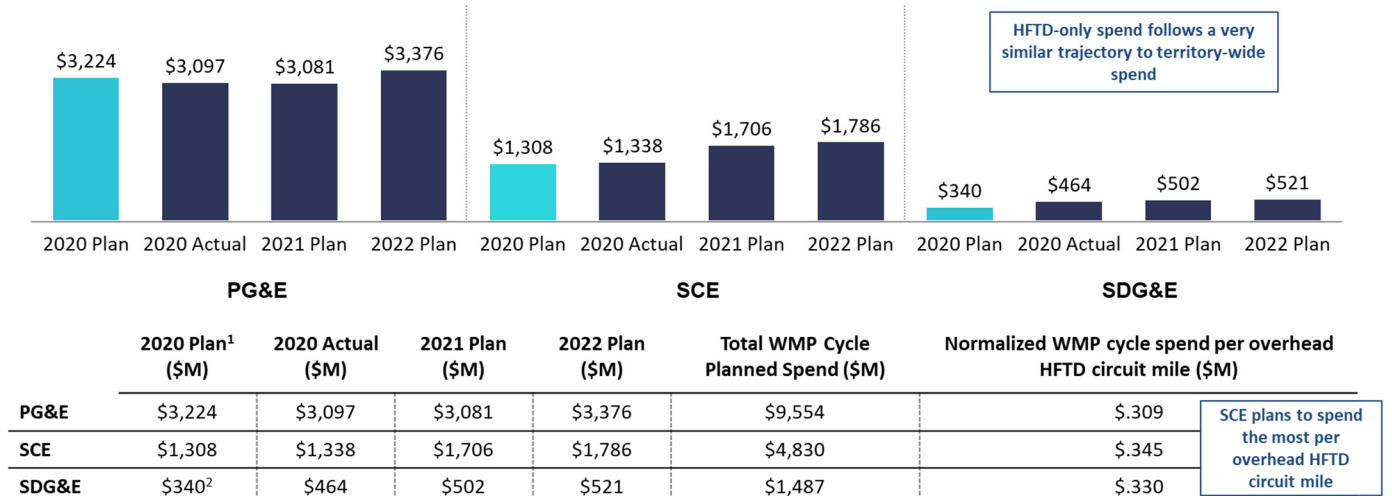 HFTD-only spend follows a very
similar trajectory to territory-wide
spend
$3,224 $3,097 $3,081 $3,376
$1,308 $1,338 $1,706 $1,786
$340 $464 $502 $521
2020 Plan 2020 Actual 2021 Plan 2022 Plan 2020 Plan 2020 Actual 2021 Plan 2022 Plan 2020 Plan 2020 Actual 2021 Plan 2022 Plan
PG&E SCE SDG&E
2020 Plan¹ 2020 Actual 2021 Plan 2022 Plan Total WMP Cycle Normalized WMP cycle spend per overhead
($M) ($M) ($M) ($M) Planned Spend ($M) HFTD circuit mile ($M)
PG&E $3,224 $3,097 $3,081 $3,376 $9,554 $.309
SCE $1,308 $1,338 $1,706 $1,786 $4,830 $.345
SDG&E $340² $464 $502 $521 $1,487 $.330
SCE plans to spend
the most per
overhead HFTD
circuit mile